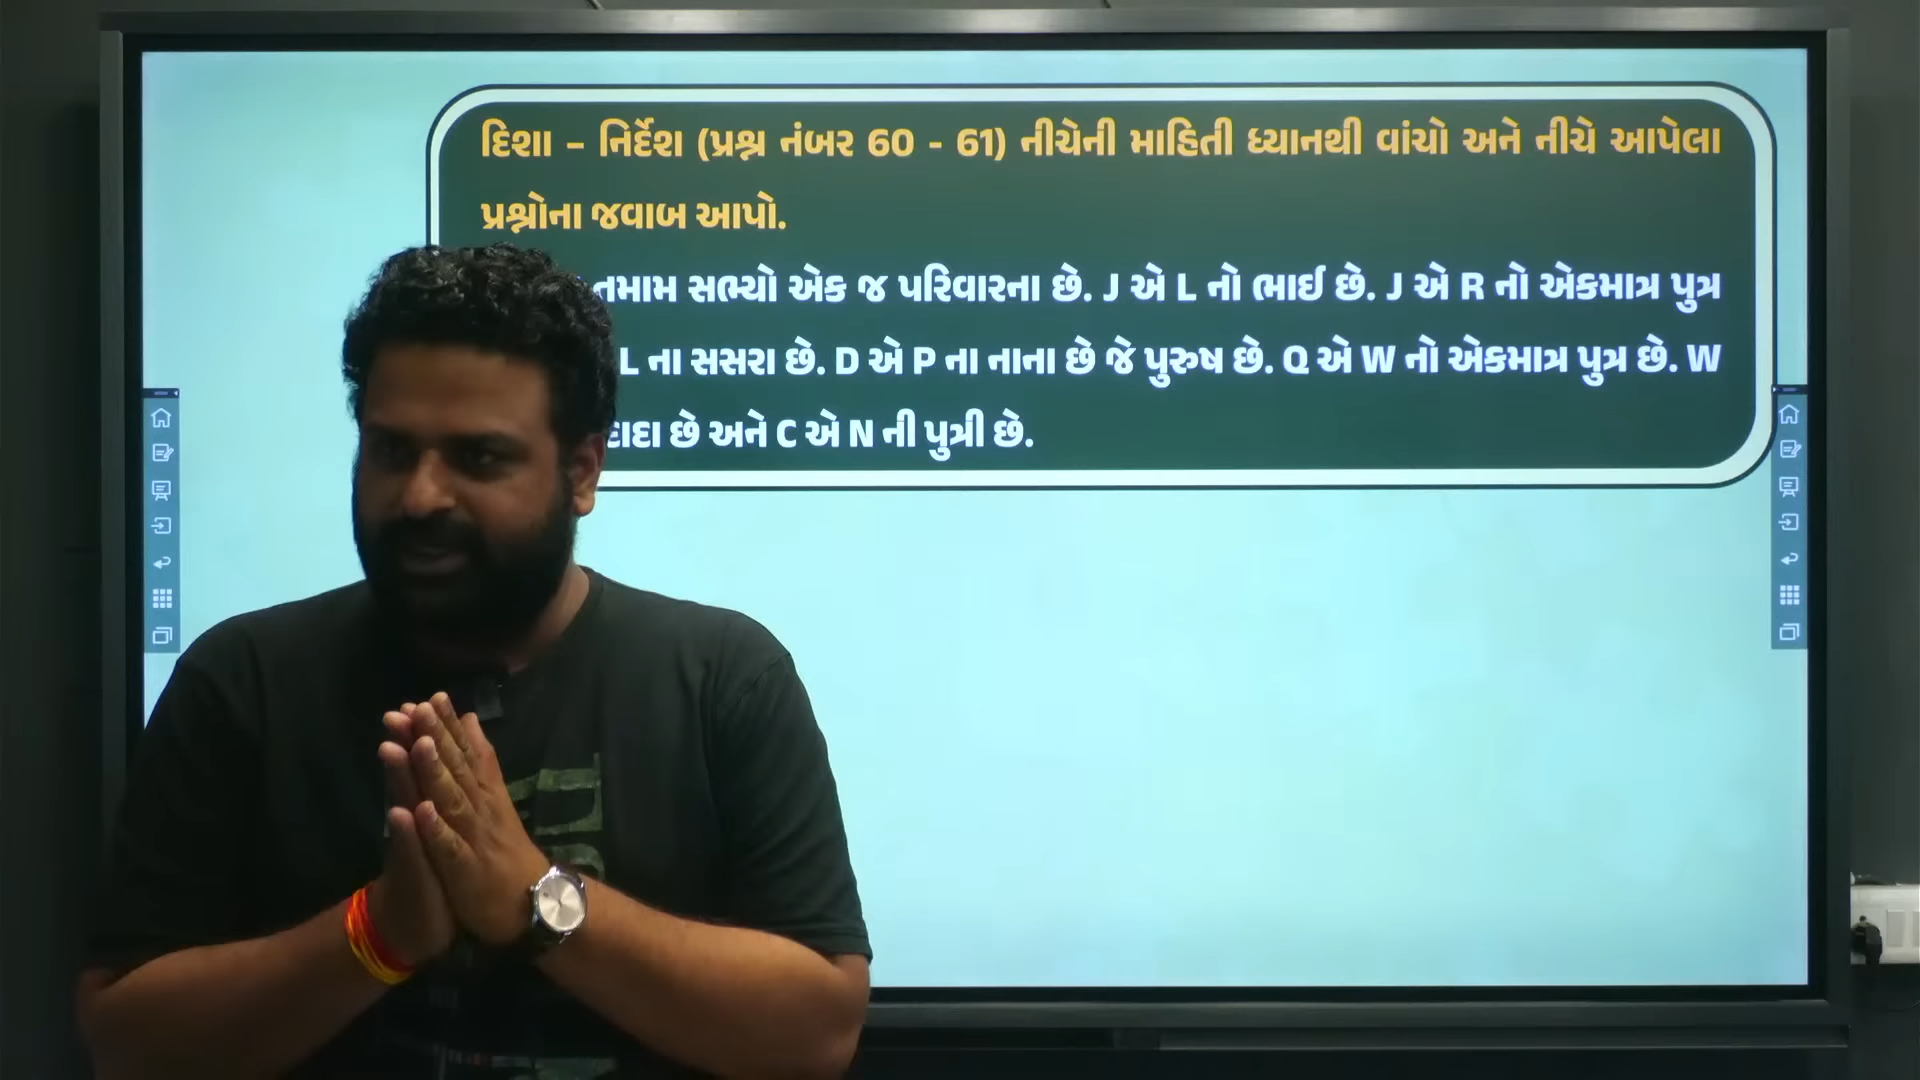 દિશા – નિર્દેશ (પ્રશ્ન નંબર 60 - 61) નીચેની માહિતી ધ્યાનથી વાંચો અને નીચે આપેલા
પ્રશ્નોના જવાબ આપો.
તમામ સભ્યો એક જ પરિવારના છે. J એ L નો ભાઈ છે. J એ R નો એકમાત્ર પુત્ર
L ના સસરા છે. D એ P ના નાના છે જે પુરુષ છે. Q એ W નો એકમાત્ર પુત્ર છે. W
છે અને C એ N ની પુત્રી છે.